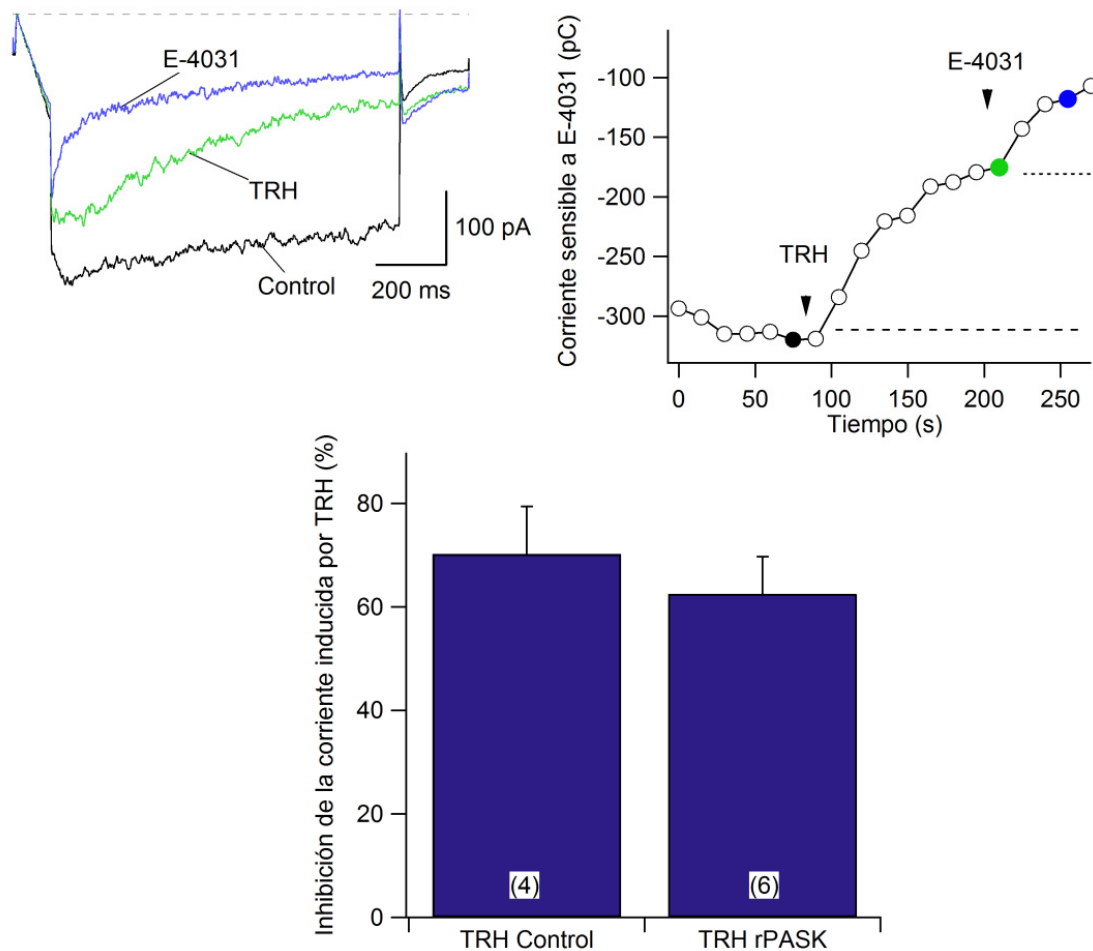 E-4031
TRH
Control
100 pA
200 ms
Corriente sensible a E-4031 (pC)
-100
-150
-200
-250
-300
E-4031
TRH
0
50
100
150
200
250
Tiempo (s)
Inhibición de la corriente inducida por TRH (%)
80
60
40
20
0
(4)
(6)
TRH Control
TRH rPASK